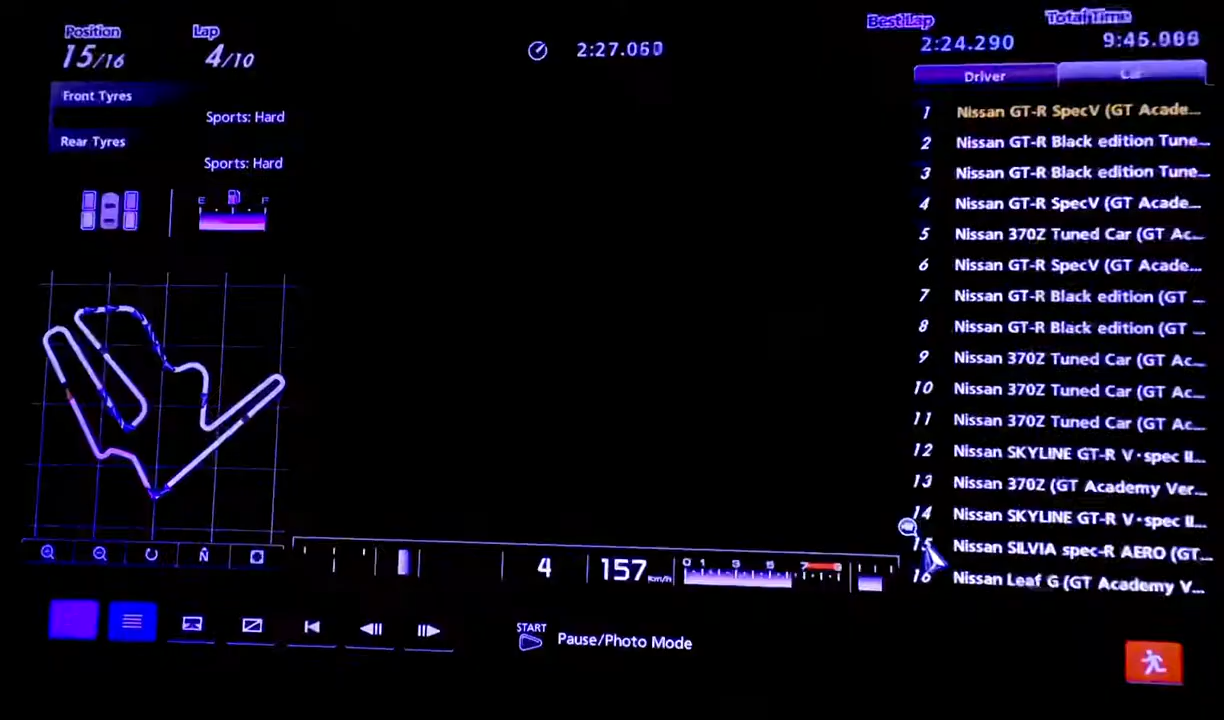 Position
15/16
Lap
4/10
2:27.060
Best Lap
2:24.290
Total Time
9:45.066
Front Tyres
Sports: Hard
Rear Tyres
Sports: Hard
E F
Driver
1 Nissan GT-R SpecV (GT Acade...
2 Nissan GT-R Black edition Tune...
3 Nissan GT-R Black edition Tune...
4 Nissan GT-R SpecV (GT Acade...
5 Nissan 370Z Tuned Car (GT Ac...
6 Nissan GT-R SpecV (GT Acade...
7 Nissan GT-R Black edition (GT ...
8 Nissan GT-R Black edition (GT ...
9 Nissan 370Z Tuned Car (GT Ac...
10 Nissan 370Z Tuned Car (GT Ac...
11 Nissan 370Z Tuned Car (GT Ac...
12 Nissan SKYLINE GT-R V・spec II...
13 Nissan 370Z (GT Academy Ver...
14 Nissan SKYLINE GT-R V・spec II...
15 Nissan SILVIA spec-R AERO (GT...
16 Nissan Leaf G (GT Academy V...
N
4
157 km/h
0 1 3 5 7 8
START
Pause/Photo Mode